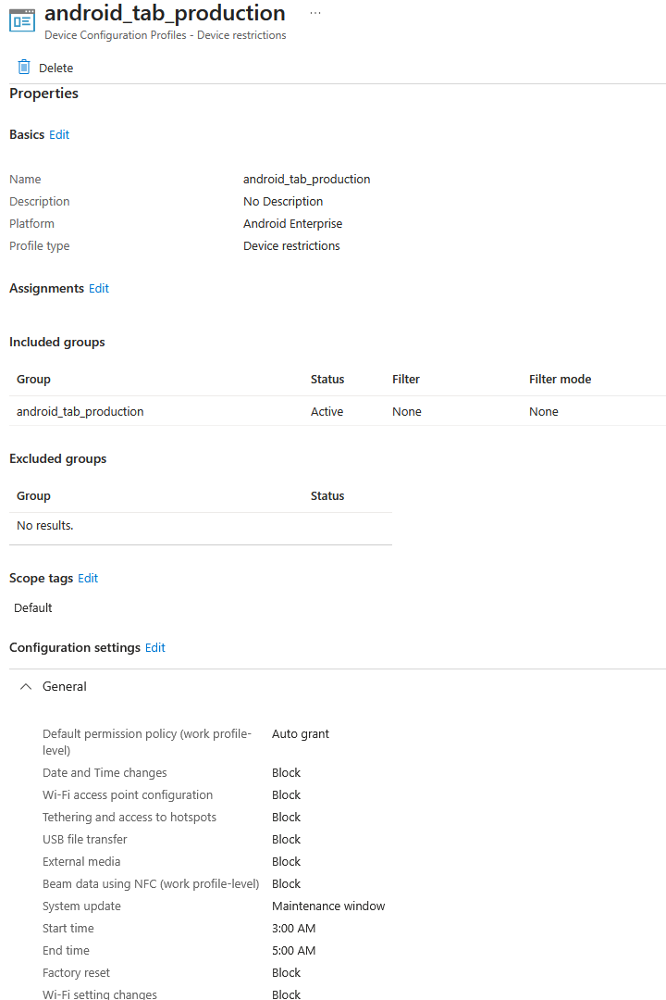 android_tab_production ...
Device Configuration Profiles - Device restrictions
Delete
Properties
Basics Edit
Name android_tab_production
Description No Description
Platform Android Enterprise
Profile type Device restrictions
Assignments Edit
Included groups
Group Status Filter Filter mode
android_tab_production Active None None
Excluded groups
Group Status
No results.
Scope tags Edit
Default
Configuration settings Edit
General
Default permission policy (work profile- Auto grant
level)
Date and Time changes Block
Wi-Fi access point configuration Block
Tethering and access to hotspots Block
USB file transfer Block
External media Block
Beam data using NFC (work profile-level) Block
System update Maintenance window
Start time 3:00 AM
End time 5:00 AM
Factory reset Block
Wi-Fi setting changes Block